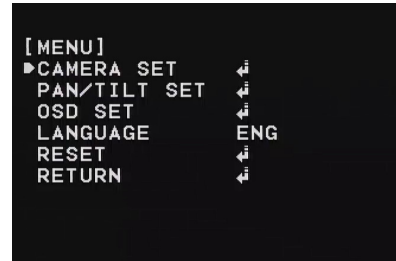 [MENU]
CAMERA SET
PAN/TILT SET
OSD SET
LANGUAGE ENG
RESET
RETURN